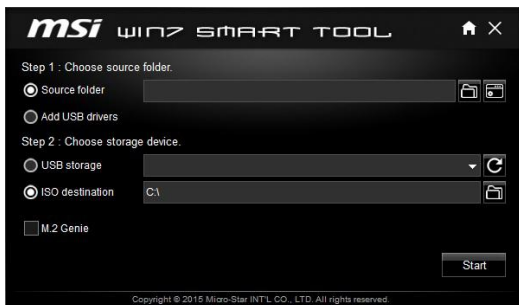 msi WIN7 SMART TOOL
Step 1 : Choose source folder.
Source folder
Add USB drivers
Step 2 : Choose storage device.
USB storage
ISO destination C:\
M.2 Genie
Start
Copyright © 2015 Micro-Star INT'L CO., LTD. All rights reserved.